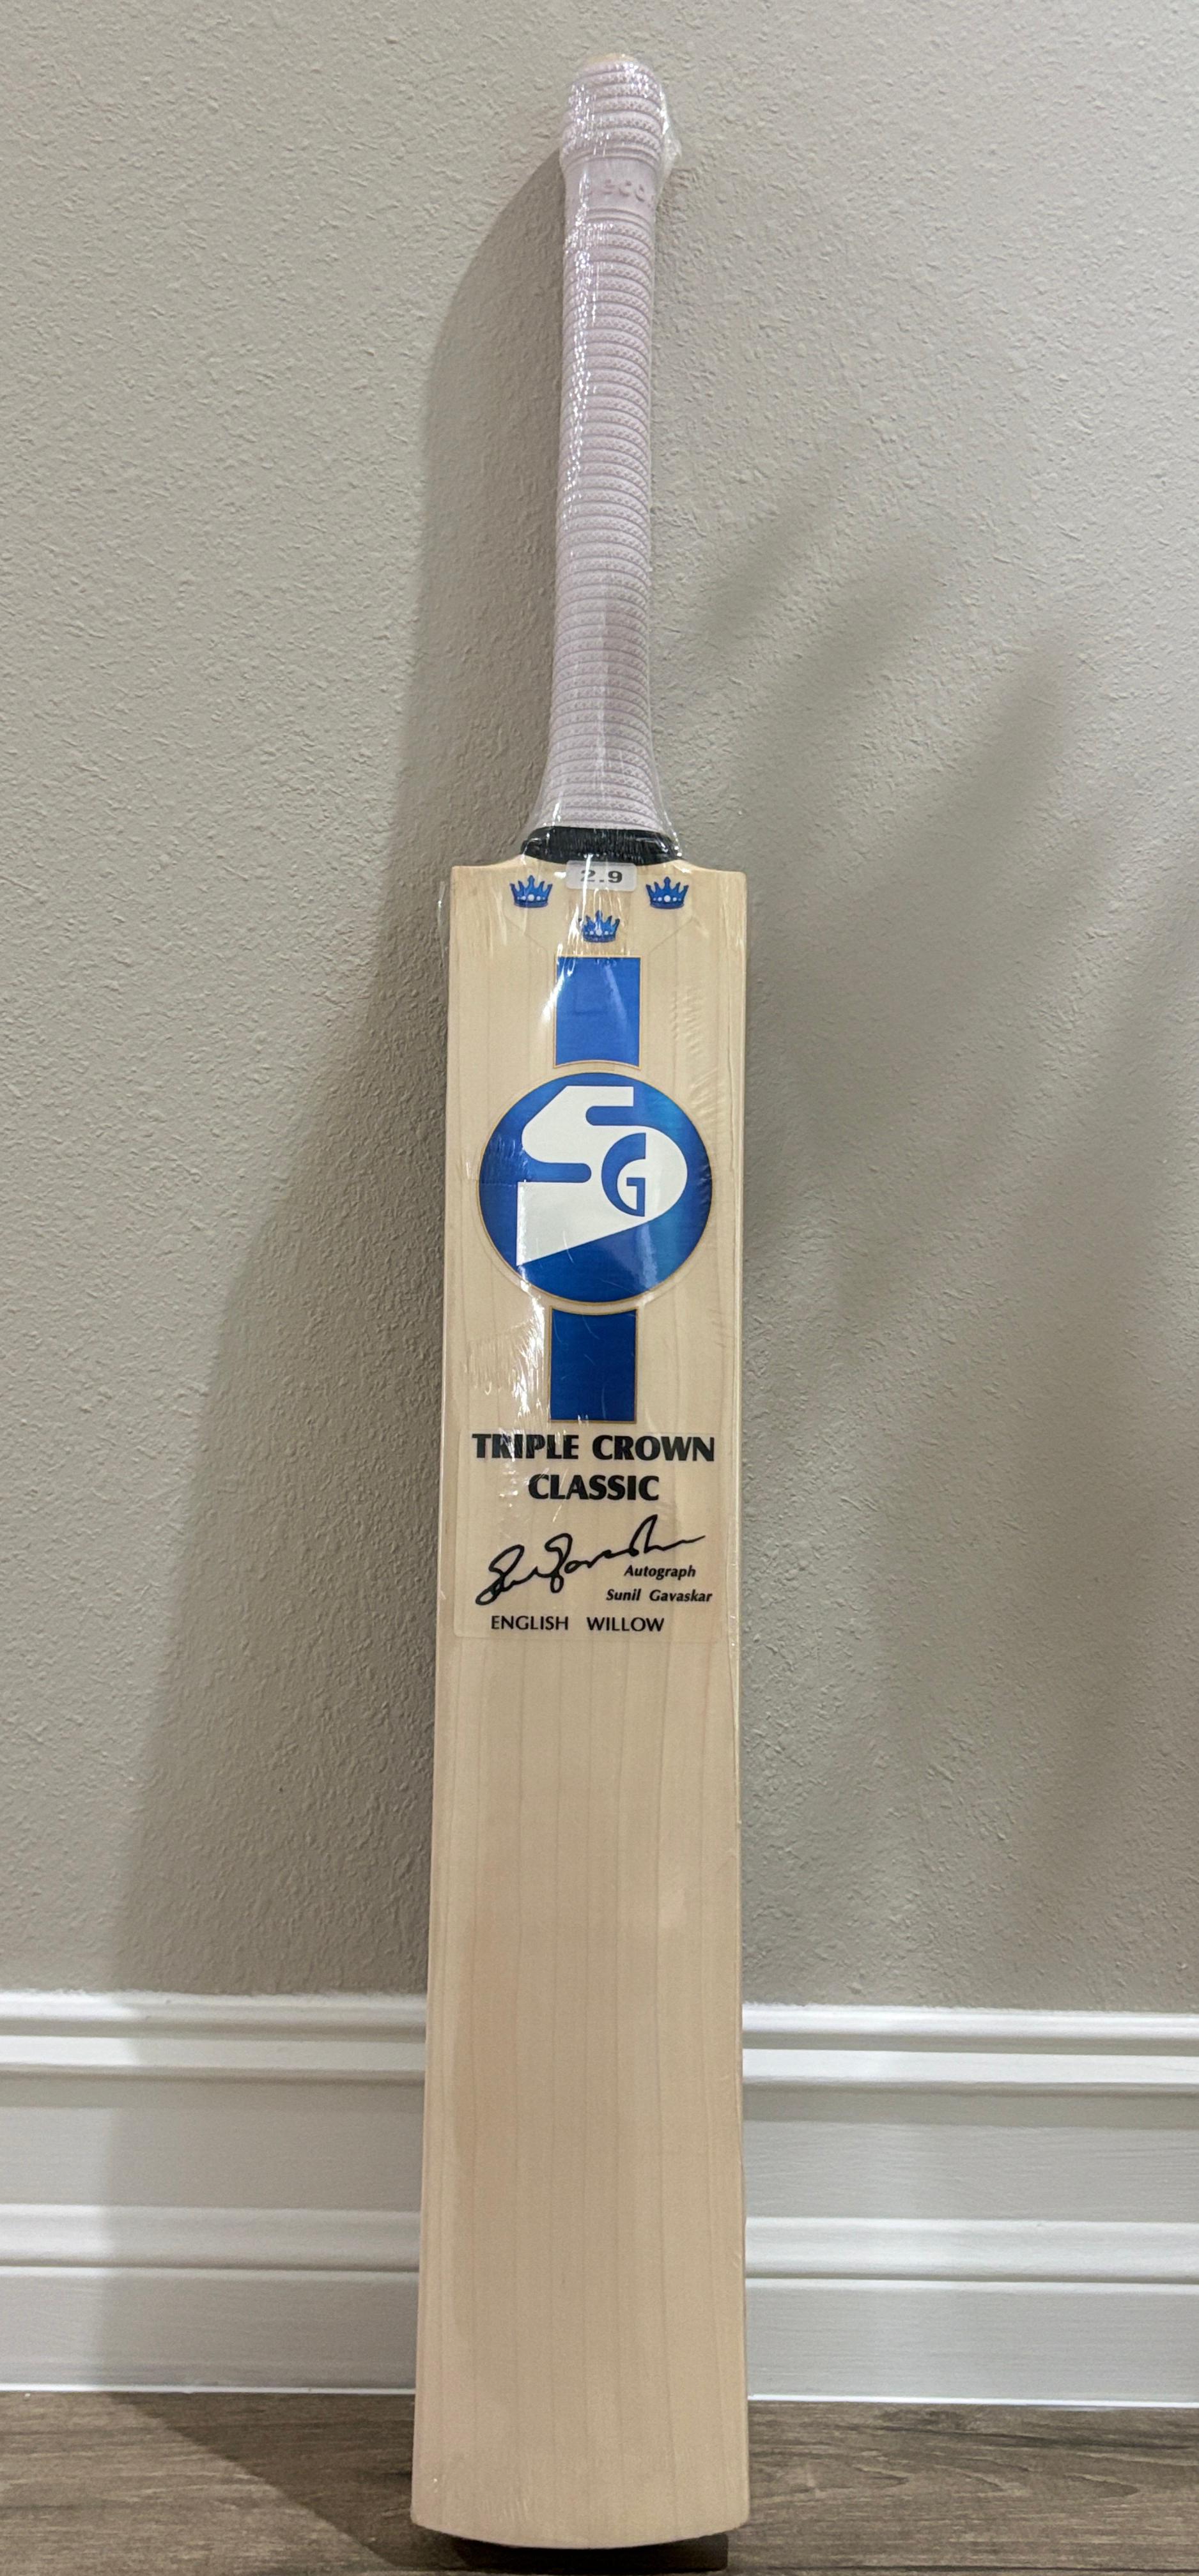 2.9
SG
TRIPLE CROWN
CLASSIC
Autograph
Sunil Gavaskar
ENGLISH WILLOW